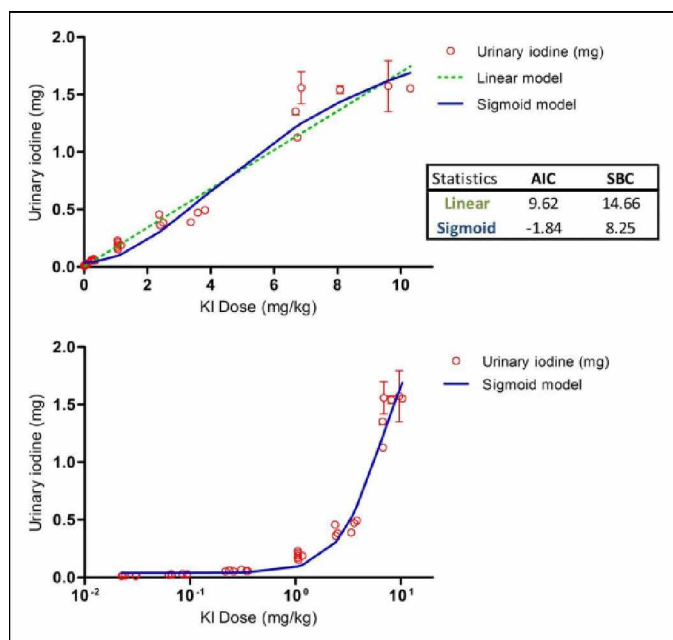 2.0
1.5
1.0
0.5
0.0
Urinary iodine (mg)
0 2 4 6 8 10
KI Dose (mg/kg)
Urinary iodine (mg)
Linear model
Sigmoid model
Statistics AIC SBC
Linear 9.62 14.66
Sigmoid -1.84 8.25
2.0
1.5
1.0
0.5
0.0
Urinary iodine (mg)
10⁻² 10⁻¹ 10⁰ 10¹
KI Dose (mg/kg)
Urinary iodine (mg)
Sigmoid model